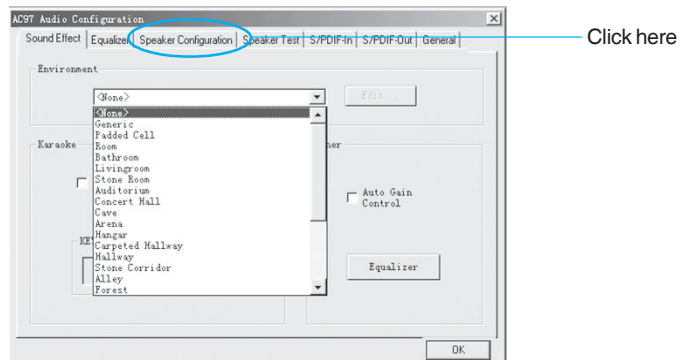 AC97 Audio Configuration
Sound Effect Equalizer Speaker Configuration Speaker Test S/PDIF-In S/PDIF-Out General
Click here
Environment
<None>
Edit...
<None>
Generic
Padded Cell
Karaoke
Room
Bathroom
Livingroom
Stone Room
Auditorium
Auto Gain
Control
Concert Hall
Cave
Arena
Hangar
KE
Carpeted Hallway
Hallway
Stone Corridor
Equalizer
Alley
Forest
OK